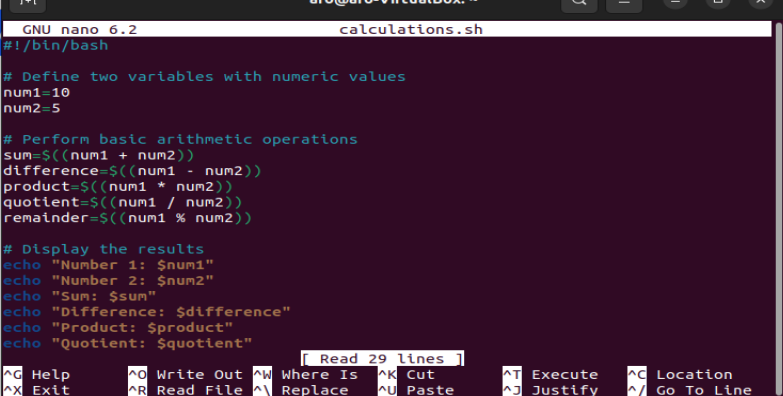 aro@aro-VirtualBox: ~
GNU nano 6.2 calculations.sh
#!/bin/bash
# Define two variables with numeric values
num1=10
num2=5
# Perform basic arithmetic operations
sum=$((num1 + num2))
difference=$((num1 - num2))
product=$((num1 * num2))
quotient=$((num1 / num2))
remainder=$((num1 % num2))
# Display the results
echo "Number 1: $num1"
echo "Number 2: $num2"
echo "Sum: $sum"
echo "Difference: $difference"
echo "Product: $product"
echo "Quotient: $quotient"
[ Read 29 lines ]
^G Help ^O Write Out ^W Where Is ^K Cut ^T Execute ^C Location
^X Exit ^R Read File ^\ Replace ^U Paste ^J Justify ^/ Go To Line